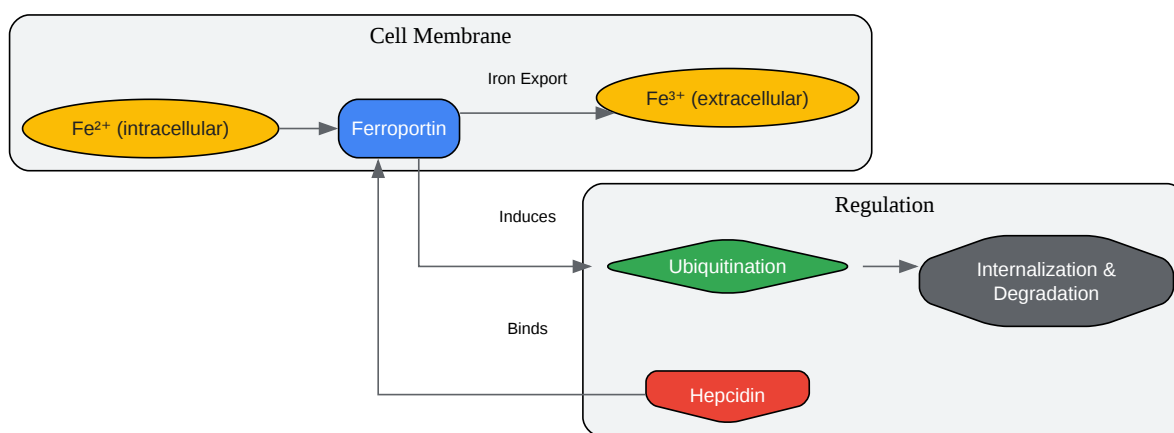 Cell Membrane
Iron Export
Fe²⁺ (intracellular)
Ferroportin
Fe³⁺ (extracellular)
Regulation
Induces
Ubiquitination
Internalization &
Degradation
Binds
Hepcidin